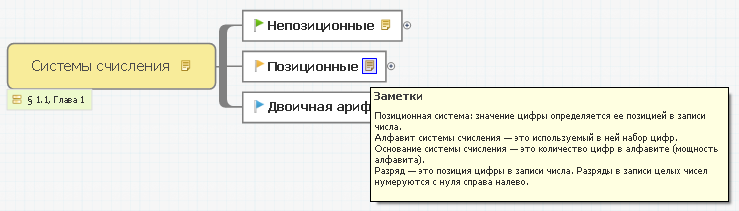 Непозиционные
Системы счисления
Позиционные
§ 1.1, Глава 1
Двоичная ариф
Заметки
Позиционная система: значение цифры определяется ее позицией в записи
числа.
Алфавит системы счисления — это используемый в ней набор цифр.
Основание системы счисления — это количество цифр в алфавите (мощность
алфавита).
Разряд — это позиция цифры в записи числа. Разряды в записи целых чисел
нумеруются с нуля справа налево.